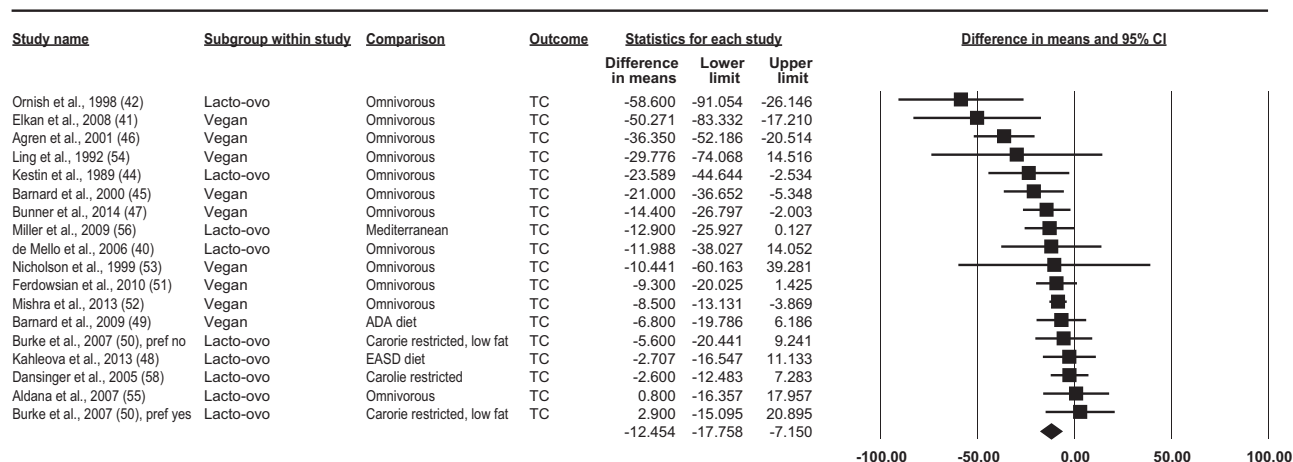 Study name Subgroup within study Comparison Outcome Statistics for each study Difference in means and 95% CI
Difference in means Lower limit Upper limit
Ornish et al., 1998 (42) Lacto-ovo Omnivorous TC -58.600 -91.054 -26.146
Elkan et al., 2008 (41) Vegan Omnivorous TC -50.271 -83.332 -17.210
Agren et al., 2001 (46) Vegan Omnivorous TC -36.350 -52.186 -20.514
Ling et al., 1992 (54) Vegan Omnivorous TC -29.776 -74.068 14.516
Kestin et al., 1989 (44) Lacto-ovo Omnivorous TC -23.589 -44.644 -2.534
Barnard et al., 2000 (45) Vegan Omnivorous TC -21.000 -36.652 -5.348
Bunner et al., 2014 (47) Vegan Omnivorous TC -14.400 -26.797 -2.003
Miller et al., 2009 (56) Lacto-ovo Mediterranean TC -12.900 -25.927 0.127
de Mello et al., 2006 (40) Lacto-ovo Omnivorous TC -11.988 -38.027 14.052
Nicholson et al., 1999 (53) Vegan Omnivorous TC -10.441 -60.163 39.281
Ferdowsian et al., 2010 (51) Vegan Omnivorous TC -9.300 -20.025 1.425
Mishra et al., 2013 (52) Vegan Omnivorous TC -8.500 -13.131 -3.869
Barnard et al., 2009 (49) Vegan ADA diet TC -6.800 -19.786 6.186
Burke et al., 2007 (50), pref no Lacto-ovo Carorie restricted, low fat TC -5.600 -20.441 9.241
Kahleova et al., 2013 (48) Lacto-ovo EASD diet TC -2.707 -16.547 11.133
Dansinger et al., 2005 (58) Lacto-ovo Carolie restricted TC -2.600 -12.483 7.283
Aldana et al., 2007 (55) Lacto-ovo Omnivorous TC 0.800 -16.357 17.957
Burke et al., 2007 (50), pref yes Lacto-ovo Carorie restricted, low fat TC 2.900 -15.095 20.895
-12.454 -17.758 -7.150
-100.00 -50.00 0.00 50.00 100.00